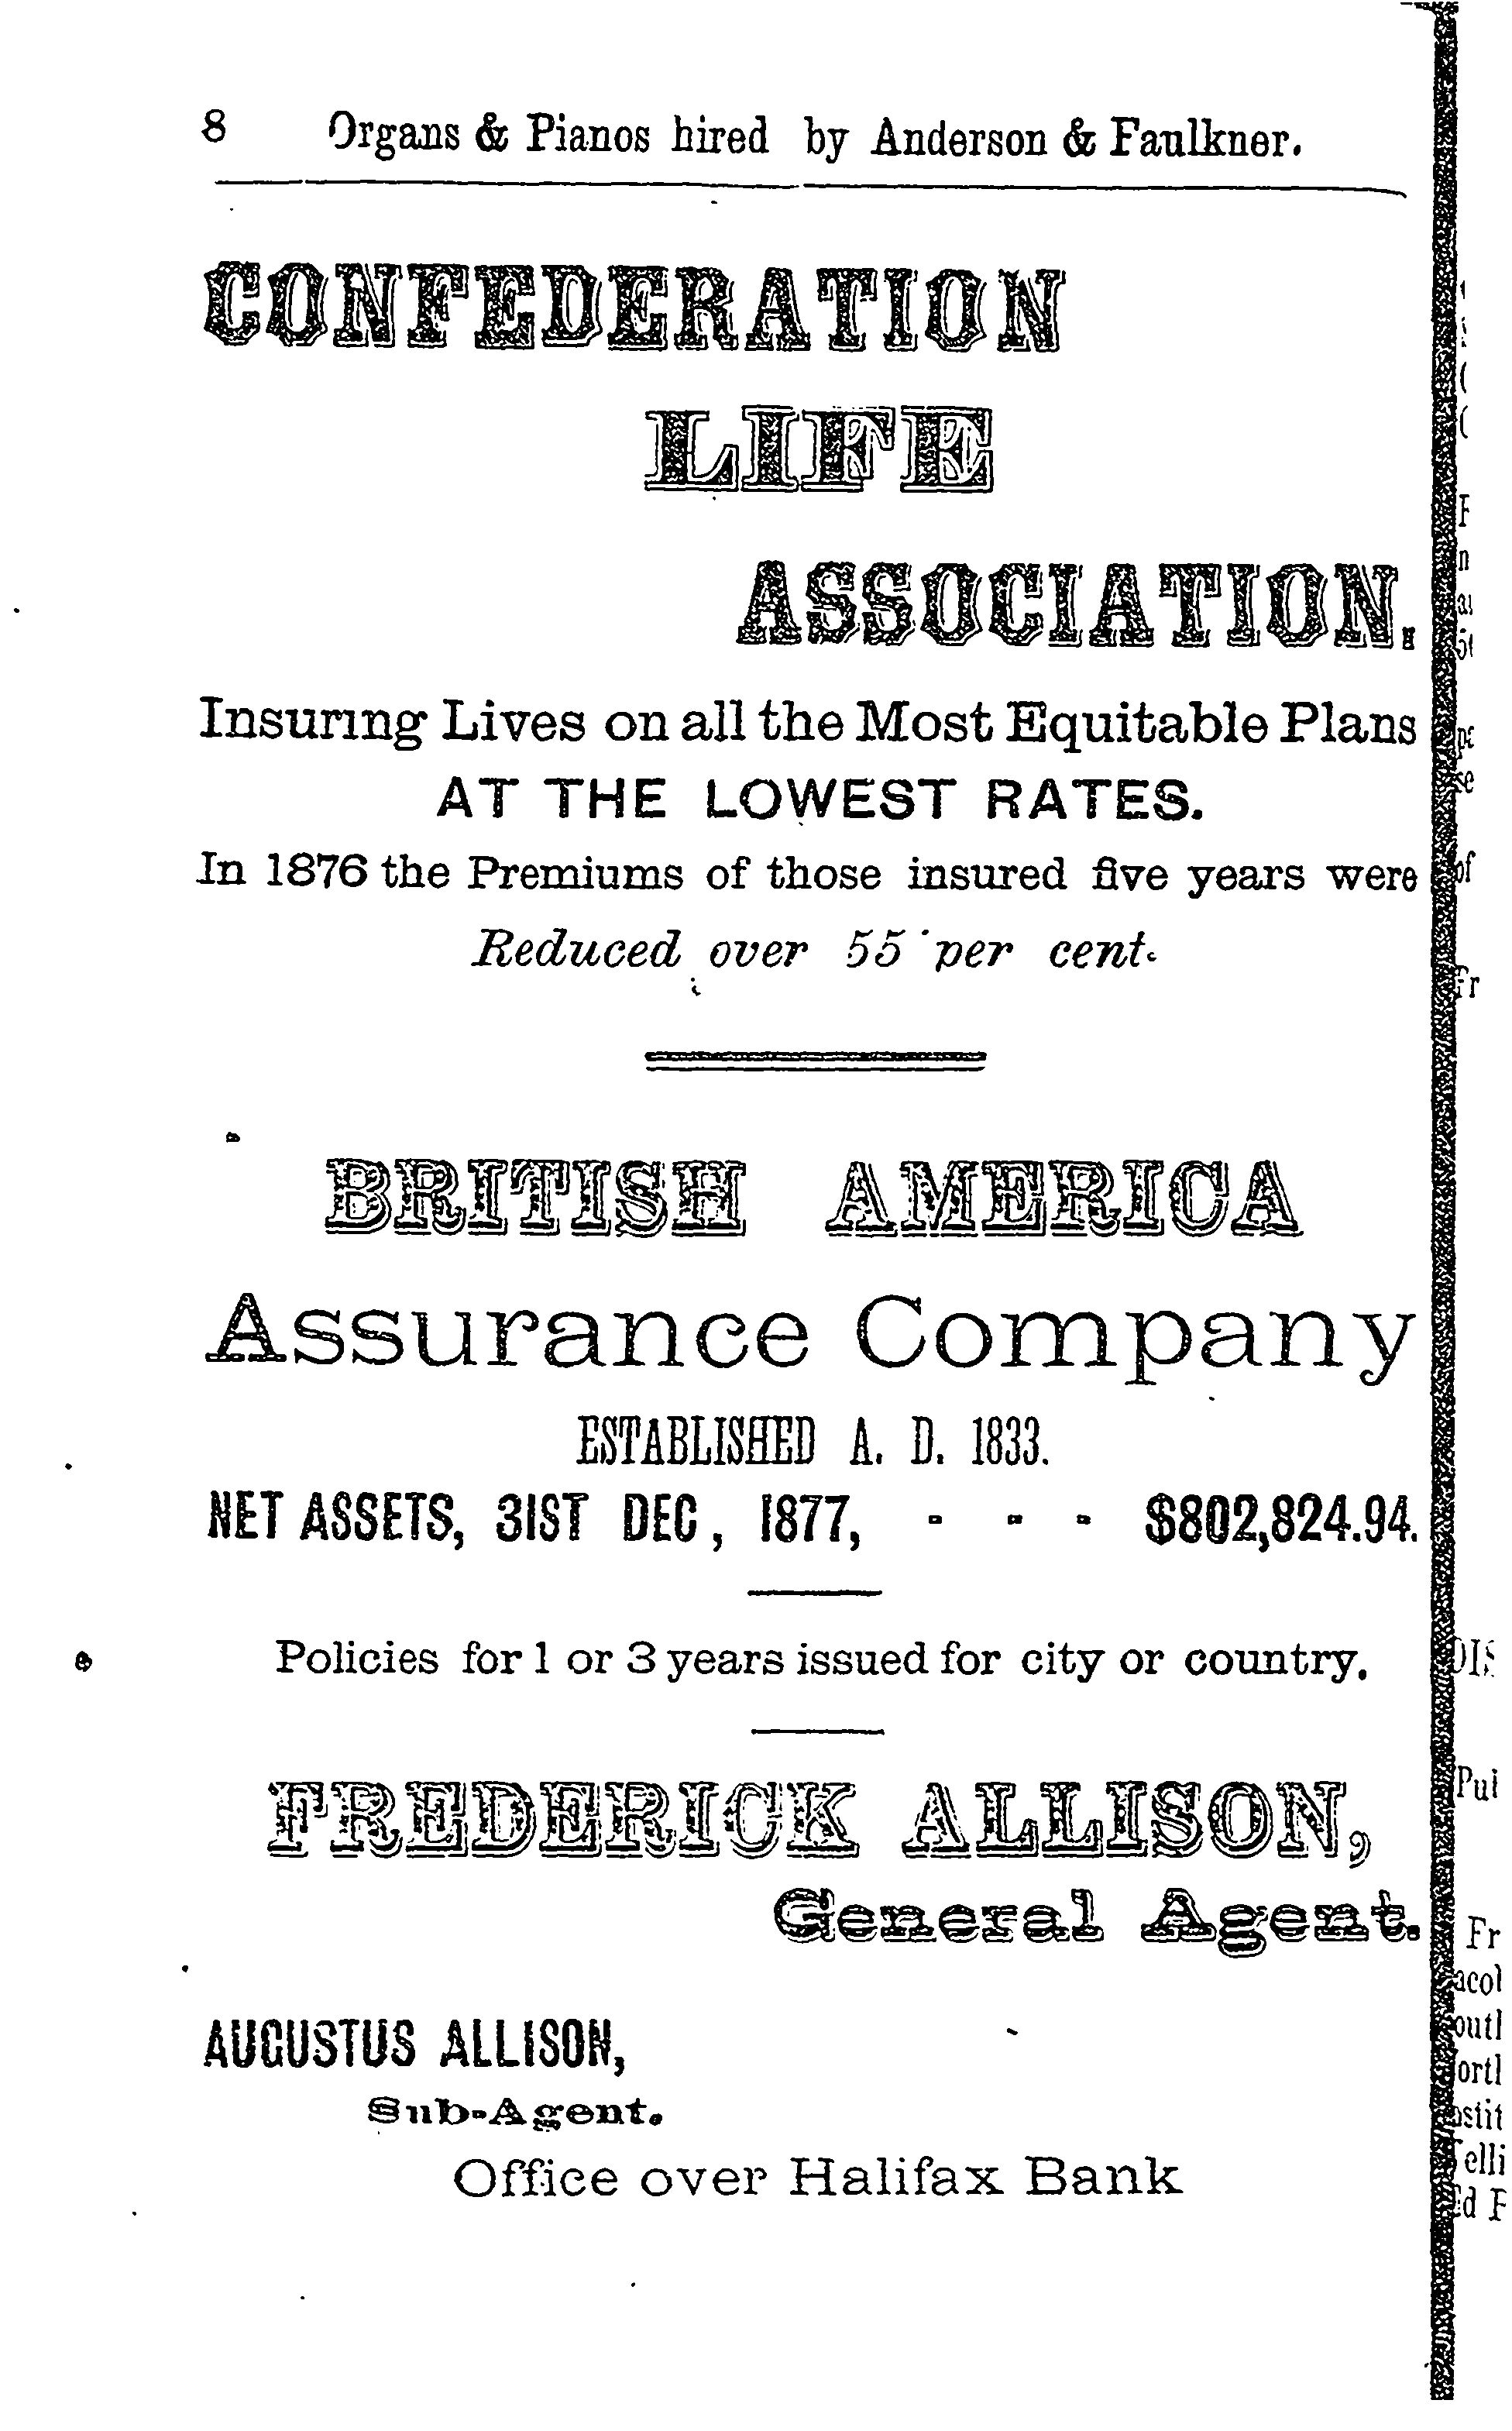 8 Organs & Pianos hired by Anderson & Faulkner.
CONFEDERATION
LIFE
ASSOCIATION.
Insuring Lives on all the Most Equitable Plans
AT THE LOWEST RATES.
In 1876 the Premiums of those insured five years were
Reduced over 55 per cent.
BRITISH AMERICA
Assurance Company
ESTABLISHED A. D. 1833.
NET ASSETS, 31ST DEC, 1877, - - - $802,824.94.
Policies for 1 or 3 years issued for city or country.
FREDERICK ALLISON,
General Agent.
AUGUSTUS ALLISON,
Sub-Agent.
Office over Halifax Bank